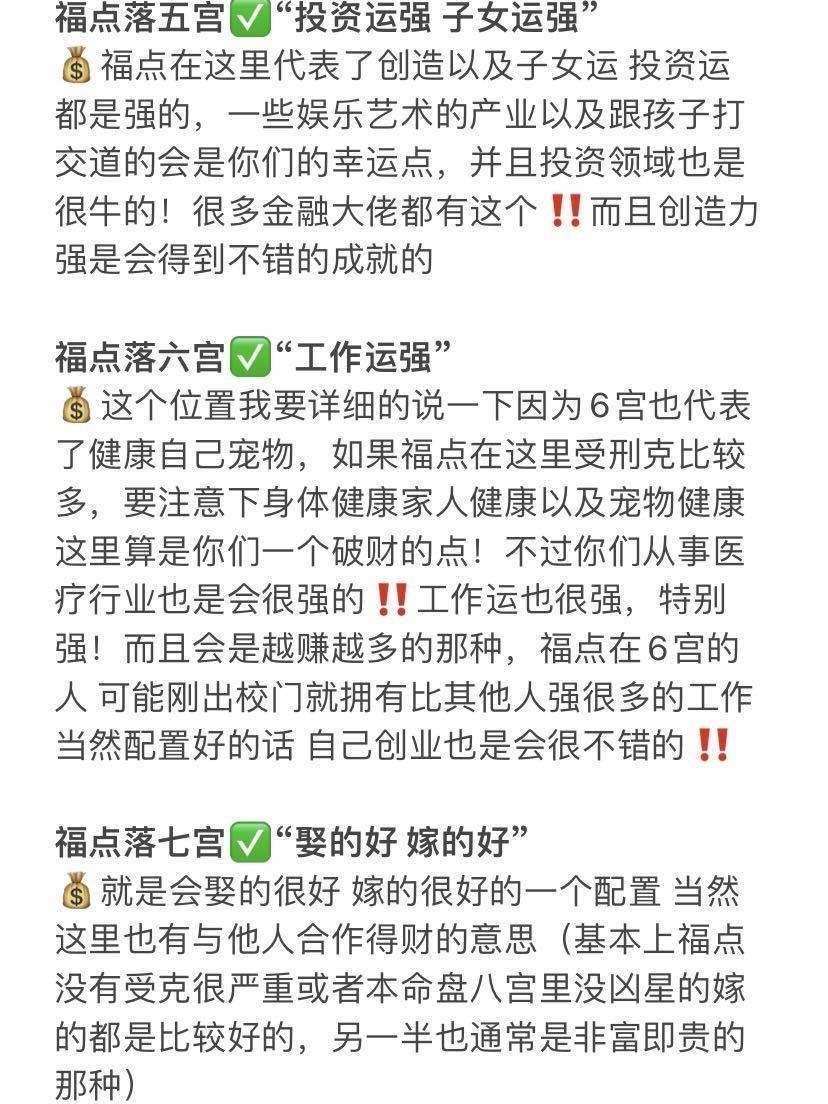 福点落五宫✅“投资运强 子女运强”
💰福点在这里代表了创造以及子女运 投资运
都是强的，一些娱乐艺术的产业以及跟孩子打
交道的会是你们的幸运点，并且投资领域也是
很牛的！很多金融大佬都有这个‼️而且创造力
强是会得到不错的成就的
福点落六宫✅“工作运强”
💰这个位置我要详细的说一下因为6宫也代表
了健康自己宠物，如果福点在这里受刑克比较
多，要注意下身体健康家人健康以及宠物健康
这里算是你们一个破财的点！不过你们从事医
疗行业也是会很强的‼️工作运也很强，特别
强！而且会是越赚越多的那种，福点在6宫的
人 可能刚出校门就拥有比其他人强很多的工作
当然配置好的话 自己创业也是会很不错的‼️
福点落七宫✅“娶的好 嫁的好”
💰就是会娶的很好 嫁的很好的一个配置 当然
这里也有与他人合作得财的意思（基本上福点
没有受克很严重或者本命盘八宫里没凶星的嫁
的都是比较好的，另一半也通常是非富即贵的
那种）